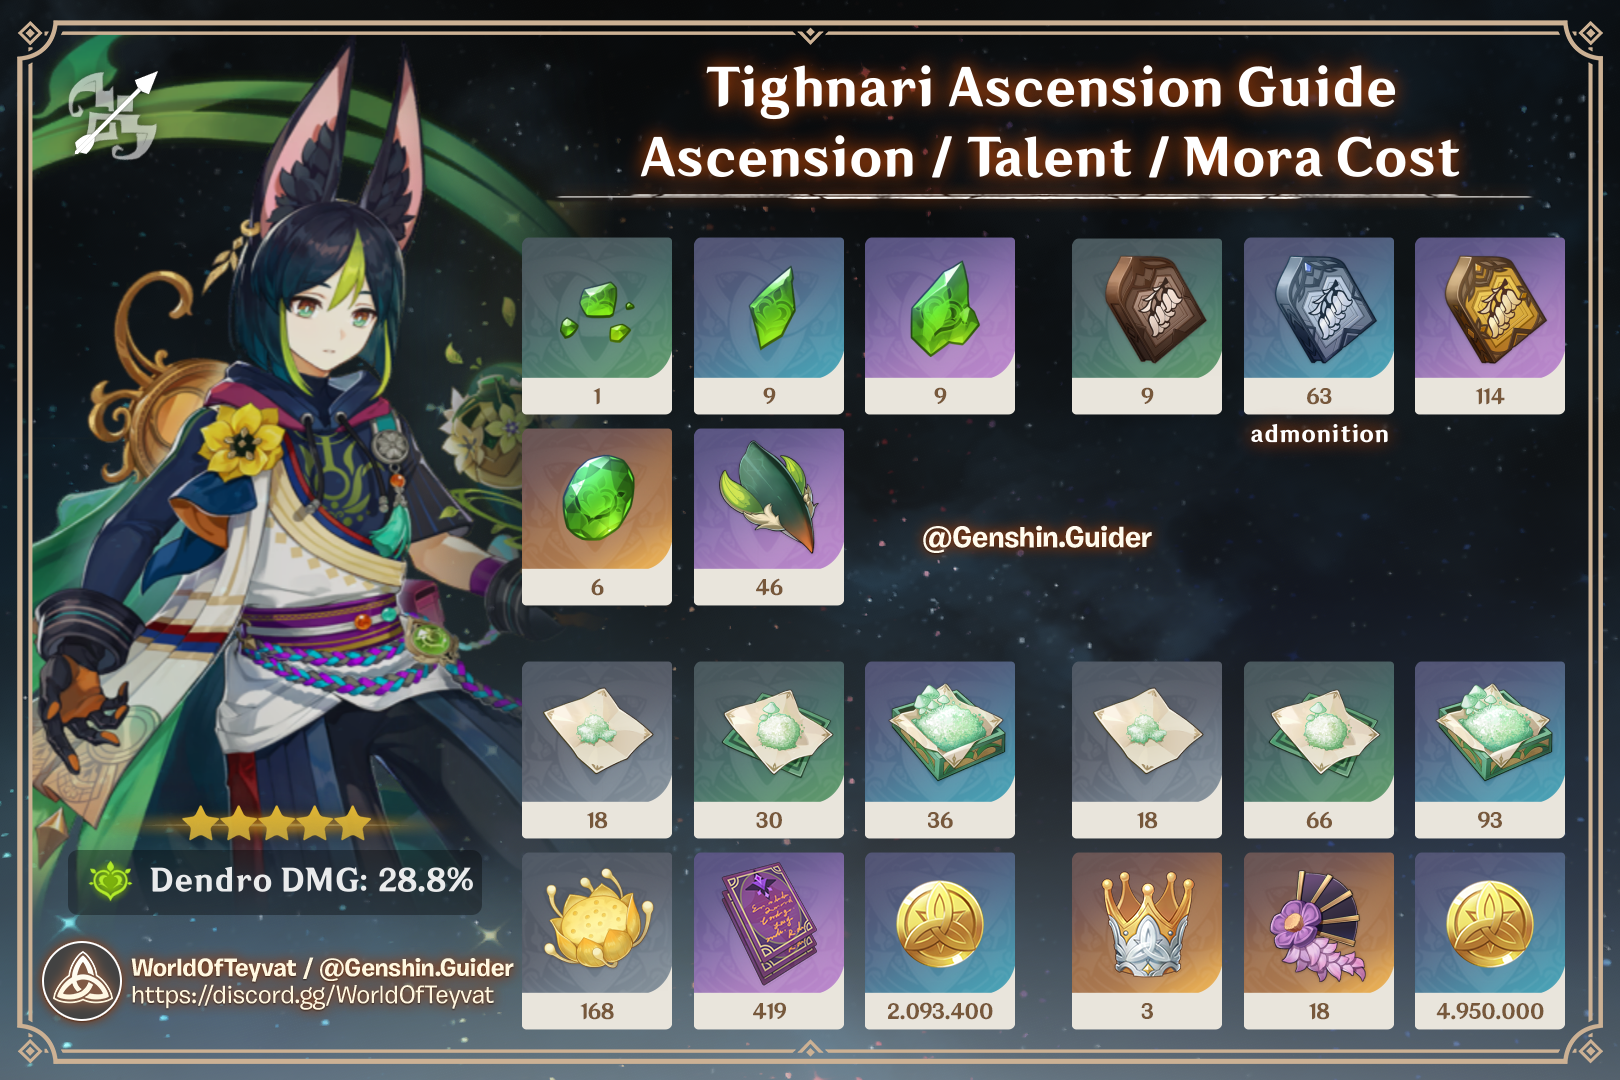 Tighnari Ascension Guide
Ascension / Talent / Mora Cost
1 9 9 9 63 114
admonition
6 46
@Genshin.Guider
18 30 36 18 66 93
Dendro DMG: 28.8%
168 419 2.093.400 3 18 4.950.000
WorldOfTeyvat / @Genshin.Guider
https://discord.gg/WorldOfTeyvat